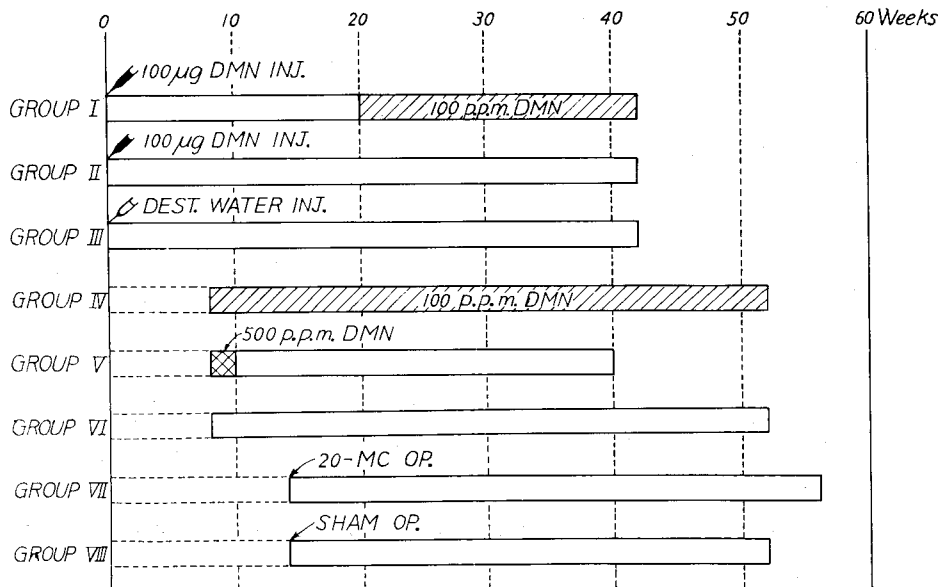 0 10 20 30 40 50 60 Weeks
100 µg DMN INJ.
GROUP I 100 p.p.m. DMN
100 µg DMN INJ.
GROUP II
DEST. WATER INJ.
GROUP III
GROUP IV 100 p.p.m. DMN
500 p.p.m. DMN
GROUP V
GROUP VI
20-MC OP.
GROUP VII
SHAM OP.
GROUP VIII